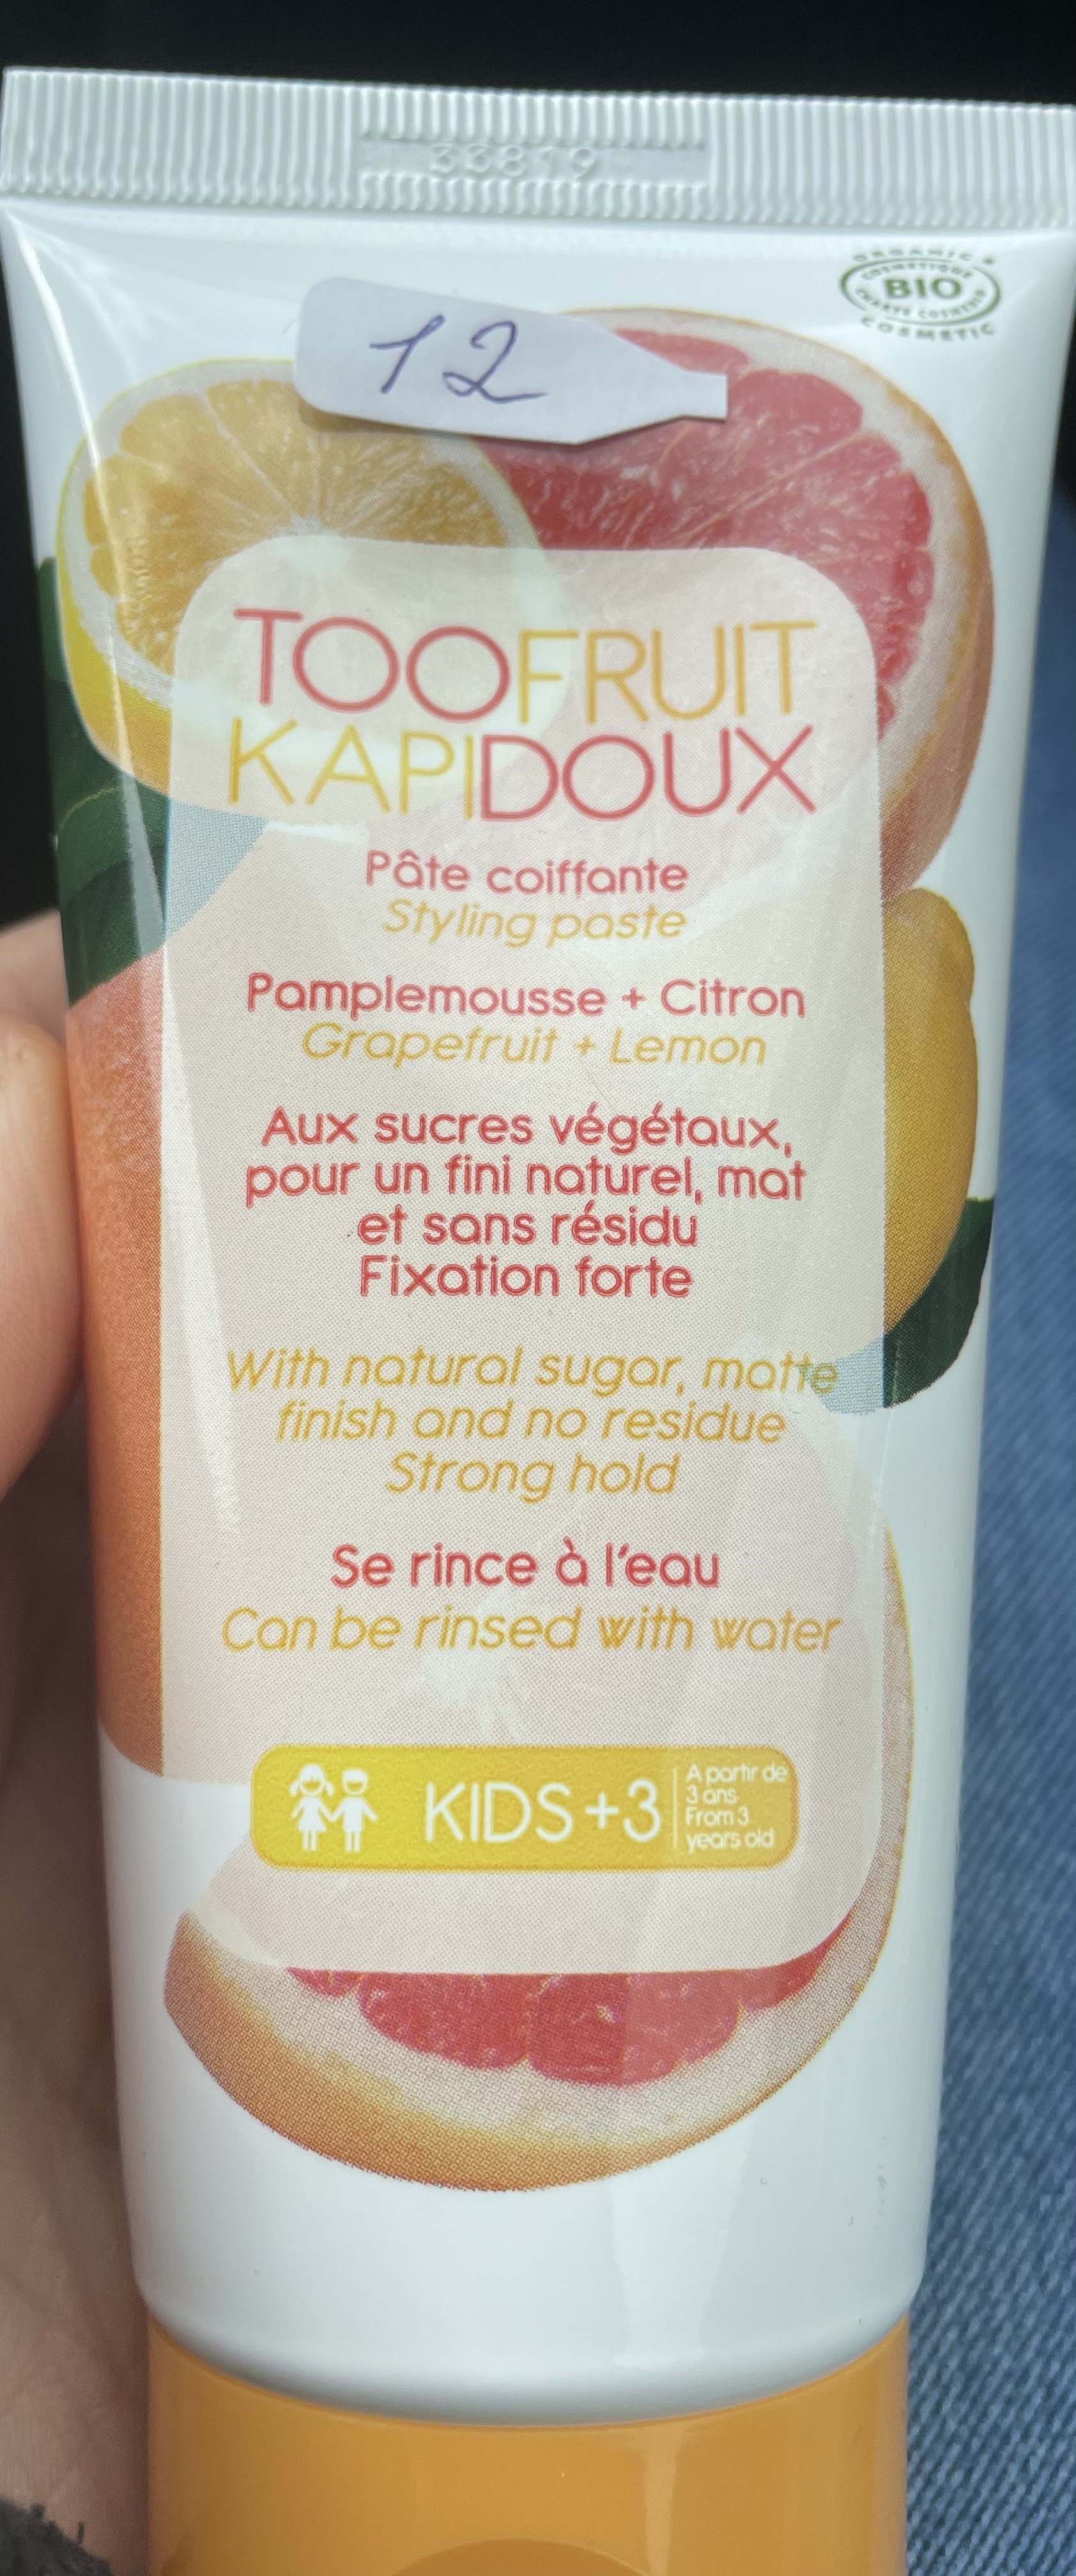 33819
ORGANIC &
COSMÉTIQUE
BIO
CHARTE COSMEBIO
COSMETIC
12
TOOFRUIT
KAPIDOUX
Pâte coiffante
Styling paste
Pamplemousse + Citron
Grapefruit + Lemon
Aux sucres végétaux,
pour un fini naturel, mat
et sans résidu
Fixation forte
With natural sugar, matte
finish and no residue
Strong hold
Se rince à l'eau
Can be rinsed with water
KIDS +3
A partir de
3 ans
From 3
years old